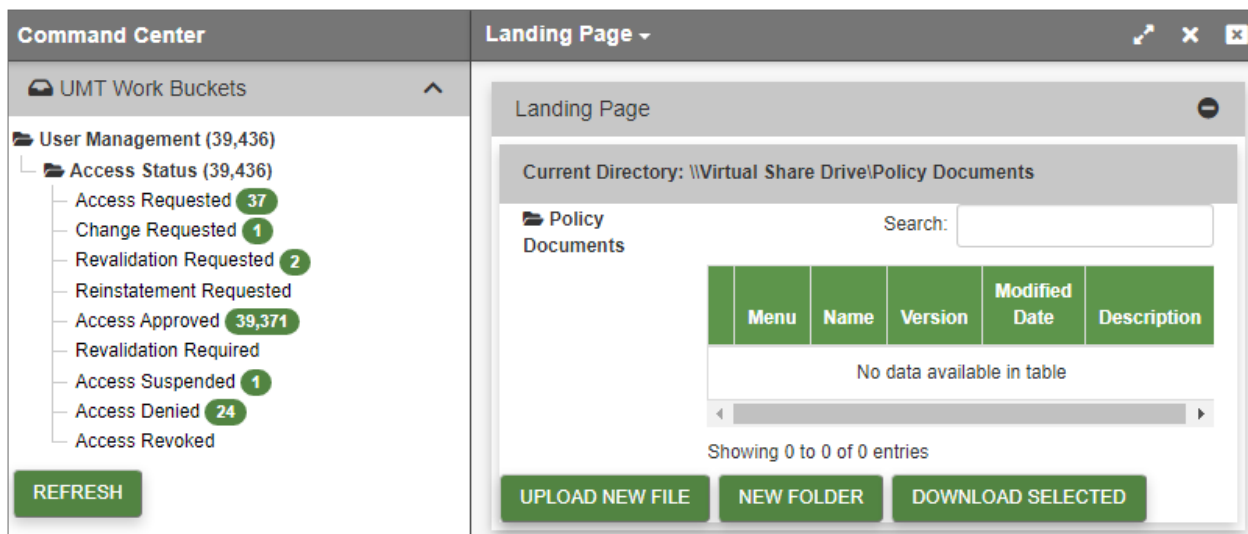 Command Center
UMT Work Buckets
User Management (39,436)
Access Status (39,436)
Access Requested 37
Change Requested 1
Revalidation Requested 2
Reinstatement Requested
Access Approved 39,371
Revalidation Required
Access Suspended 1
Access Denied 24
Access Revoked
REFRESH
Landing Page
Landing Page
Current Directory: \\Virtual Share Drive\Policy Documents
Policy
Documents
Search:
Menu Name Version Modified Date Description
No data available in table
Showing 0 to 0 of 0 entries
UPLOAD NEW FILE NEW FOLDER DOWNLOAD SELECTED